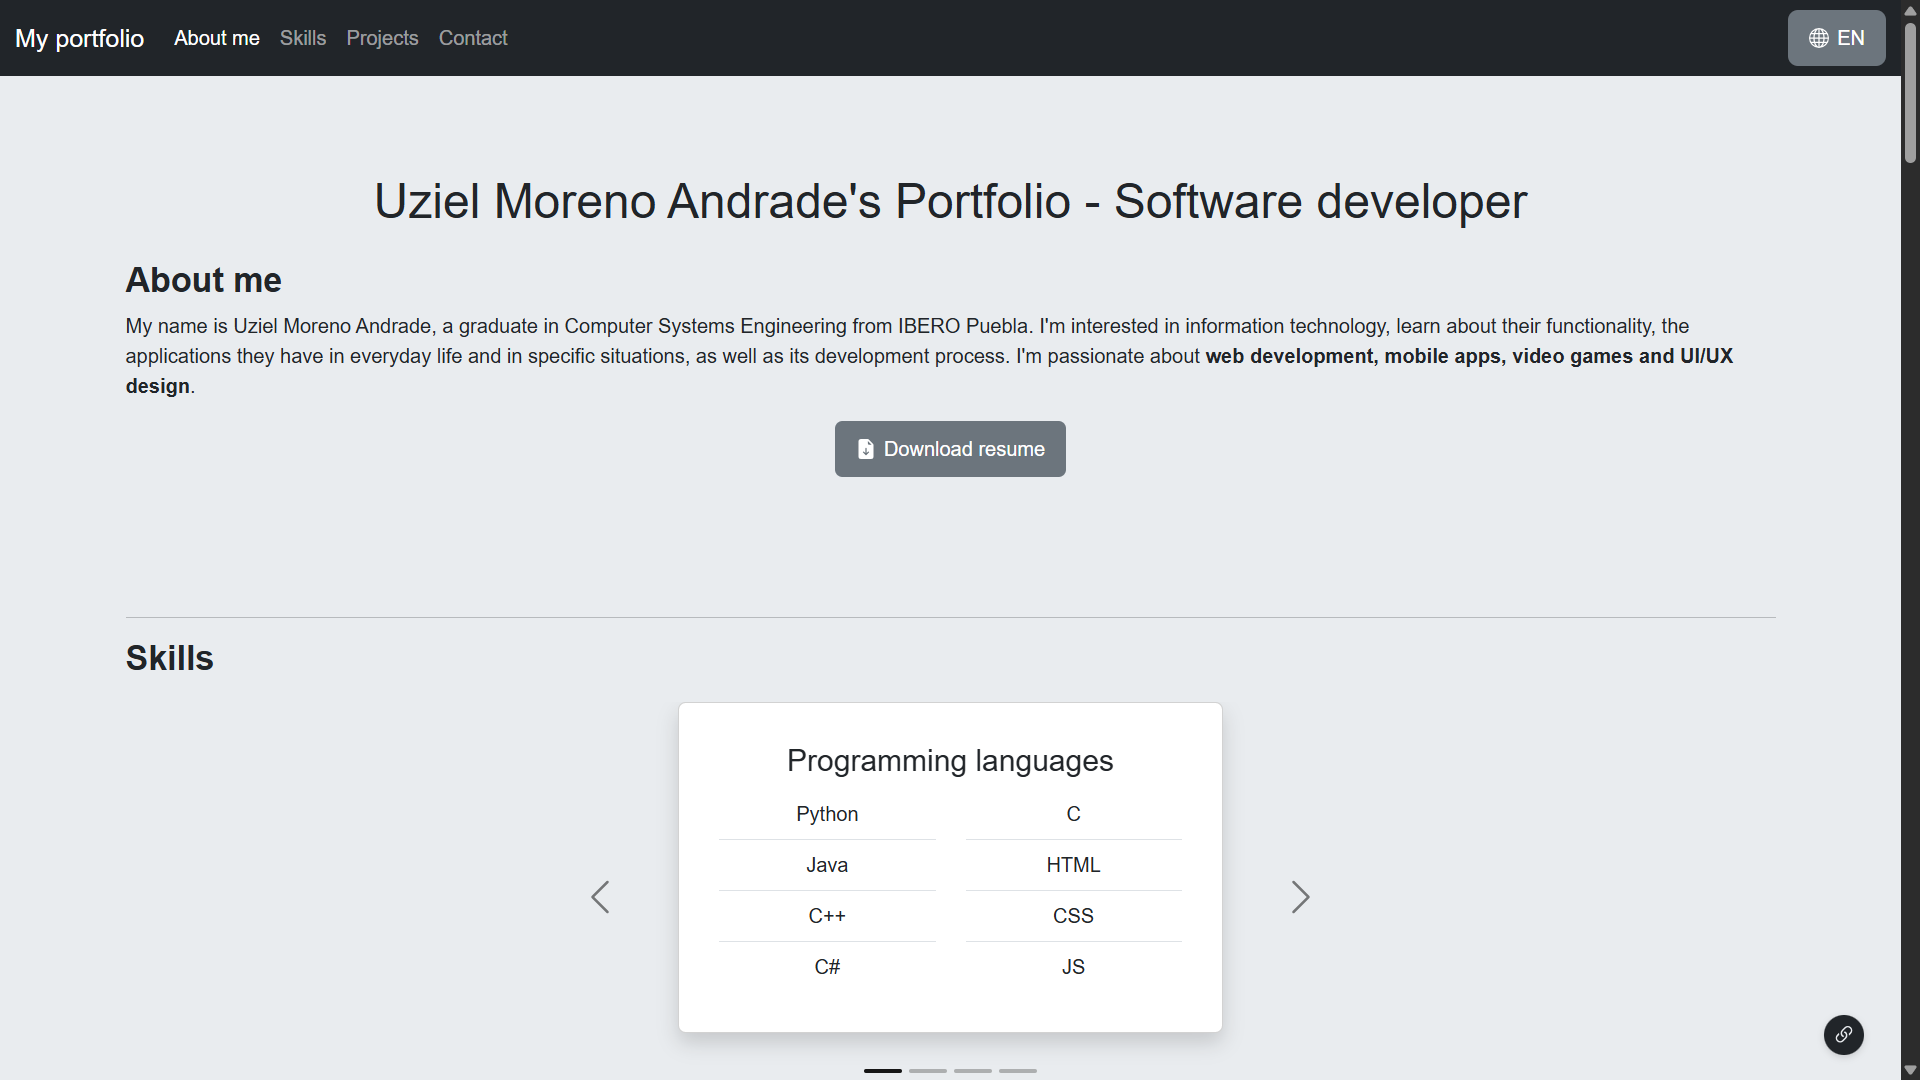 My portfolio About me Skills Projects Contact EN
Uziel Moreno Andrade's Portfolio - Software developer
About me
My name is Uziel Moreno Andrade, a graduate in Computer Systems Engineering from IBERO Puebla. I'm interested in information technology, learn about their functionality, the
applications they have in everyday life and in specific situations, as well as its development process. I'm passionate about web development, mobile apps, video games and UI/UX
design.
Download resume
Skills
Programming languages
Python C
Java HTML
C++ CSS
C# JS